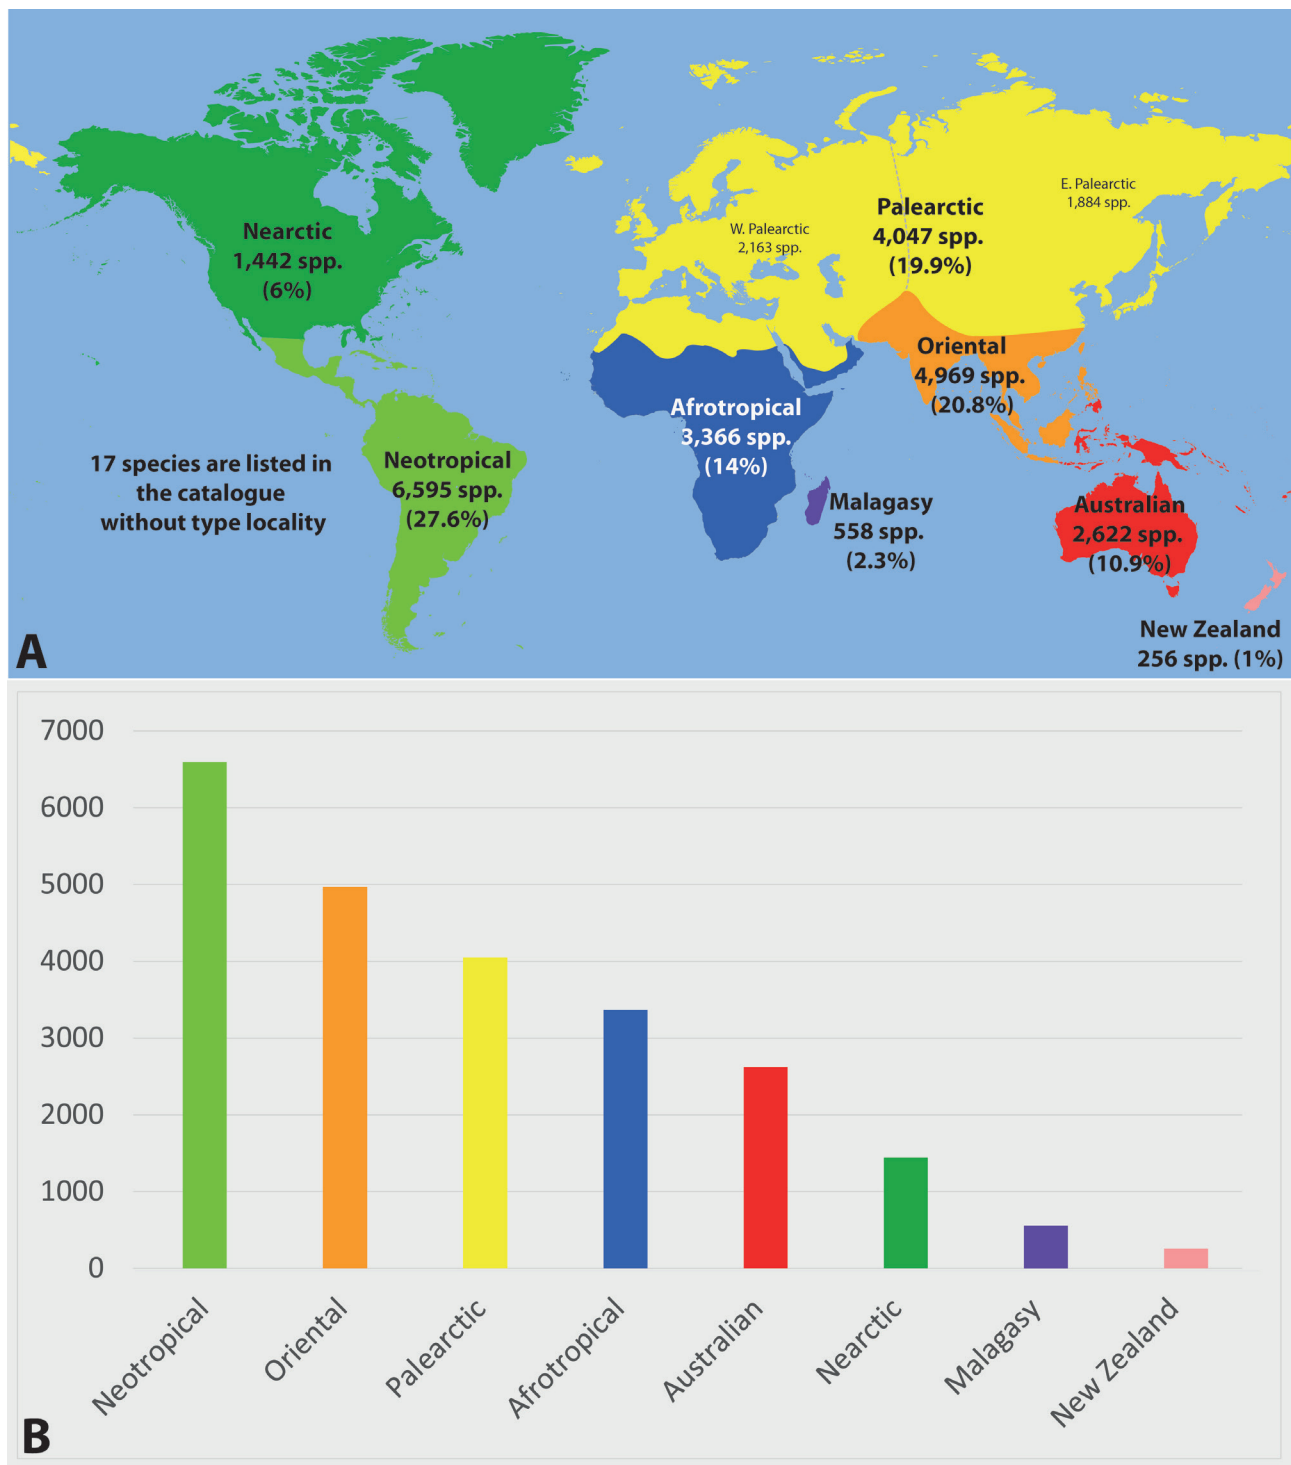 Nearctic
1,442 spp.
(6%)
W. Palearctic
2,163 spp.
Palearctic
4,047 spp.
(19.9%)
E. Palearctic
1,884 spp.
Oriental
4,969 spp.
(20.8%)
Afrotropical
3,366 spp.
(14%)
17 species are listed in
the catalogue
without type locality
Neotropical
6,595 spp.
(27.6%)
Malagasy
558 spp.
(2.3%)
Australian
2,622 spp.
(10.9%)
New Zealand
256 spp. (1%)
A
7000
6000
5000
4000
3000
2000
1000
0
Neotropical
Oriental
Palearctic
Afrotropical
Australian
Nearctic
Malagasy
New Zealand
B